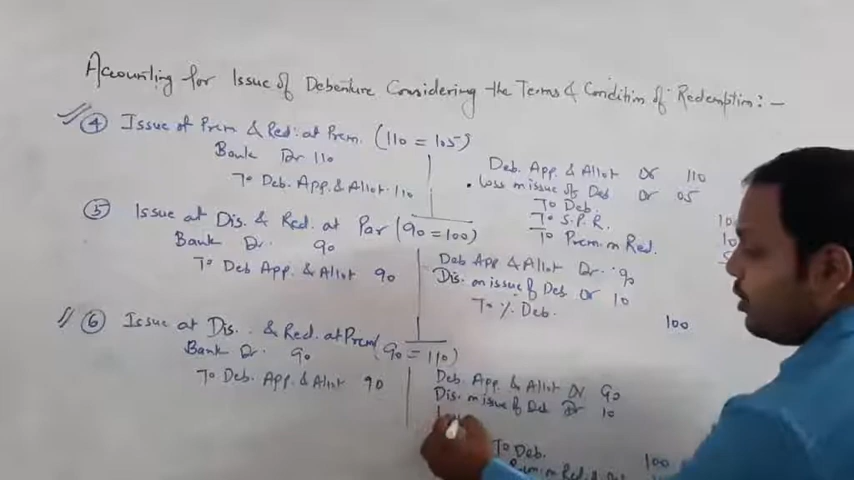 Accounting for Issue of Debenture Considering the Terms & Condition of Redemption:-
④ Issue at Prem & Red: at Prem. (110 = 105)
Bank Dr 110
To Deb. App. & Allot. 110
Deb. App. & Allot Dr 110
Loss on issue of Deb Dr 05
To Deb.
To S.P.R.
To Prem. on Red.
⑤ Issue at Dis. & Red. at Par (90 = 100)
Bank Dr. 90
To Deb App. & Allot 90
Deb App & Allot Dr. 90
Dis. on issue of Deb Dr 10
To % Deb.
100
⑥ Issue at Dis. & Red. at Prem (90 = 110)
Bank Dr. 90
To Deb. App. & Allot 90
Deb. App. & Allot Dr 90
Dis. on issue of Deb Dr 10
To Deb. 100
Prem. on Red.